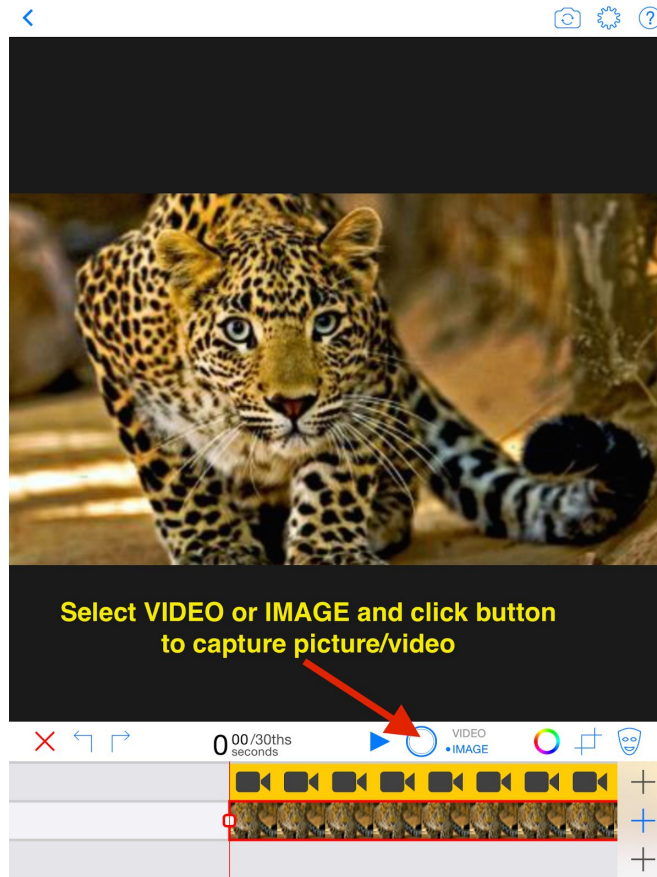 Select VIDEO or IMAGE and click button
to capture picture/video
0 00/30ths
seconds
VIDEO
•IMAGE